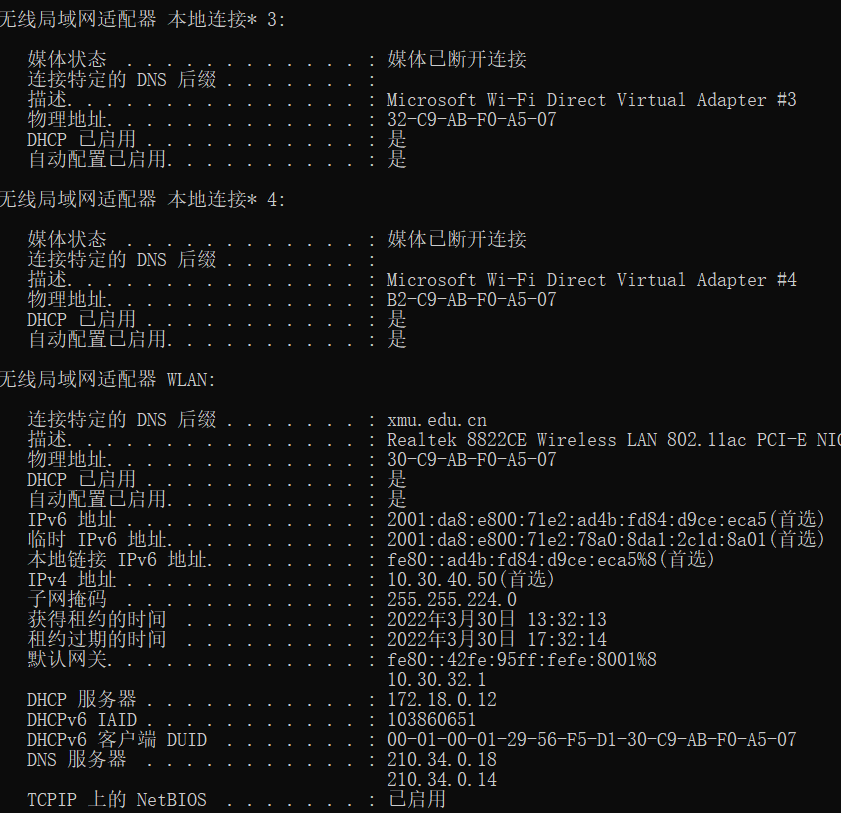 无线局域网适配器 本地连接* 3:
媒体状态 . . . . . . . . . . . . : 媒体已断开连接
连接特定的 DNS 后缀 . . . . . . . :
描述. . . . . . . . . . . . . . . : Microsoft Wi-Fi Direct Virtual Adapter #3
物理地址. . . . . . . . . . . . . : 32-C9-AB-F0-A5-07
DHCP 已启用 . . . . . . . . . . . : 是
自动配置已启用. . . . . . . . . . : 是
无线局域网适配器 本地连接* 4:
媒体状态 . . . . . . . . . . . . : 媒体已断开连接
连接特定的 DNS 后缀 . . . . . . . :
描述. . . . . . . . . . . . . . . : Microsoft Wi-Fi Direct Virtual Adapter #4
物理地址. . . . . . . . . . . . . : B2-C9-AB-F0-A5-07
DHCP 已启用 . . . . . . . . . . . : 是
自动配置已启用. . . . . . . . . . : 是
无线局域网适配器 WLAN:
连接特定的 DNS 后缀 . . . . . . . : xmu.edu.cn
描述. . . . . . . . . . . . . . . : Realtek 8822CE Wireless LAN 802.11ac PCI-E NIC
物理地址. . . . . . . . . . . . . : 30-C9-AB-F0-A5-07
DHCP 已启用 . . . . . . . . . . . : 是
自动配置已启用. . . . . . . . . . : 是
IPv6 地址 . . . . . . . . . . . . : 2001:da8:e800:71e2:ad4b:fd84:d9ce:eca5(首选)
临时 IPv6 地址. . . . . . . . . . : 2001:da8:e800:71e2:78a0:8da1:2c1d:8a01(首选)
本地链接 IPv6 地址. . . . . . . . : fe80::ad4b:fd84:d9ce:eca5%8(首选)
IPv4 地址 . . . . . . . . . . . . : 10.30.40.50(首选)
子网掩码 . . . . . . . . . . . . : 255.255.224.0
获得租约的时间 . . . . . . . . . : 2022年3月30日 13:32:13
租约过期的时间 . . . . . . . . . : 2022年3月30日 17:32:14
默认网关. . . . . . . . . . . . . : fe80::42fe:95ff:fefe:8001%8
10.30.32.1
DHCP 服务器 . . . . . . . . . . . : 172.18.0.12
DHCPv6 IAID . . . . . . . . . . . : 103860651
DHCPv6 客户端 DUID . . . . . . . : 00-01-00-01-29-56-F5-D1-30-C9-AB-F0-A5-07
DNS 服务器 . . . . . . . . . . . : 210.34.0.18
210.34.0.14
TCPIP 上的 NetBIOS . . . . . . . : 已启用